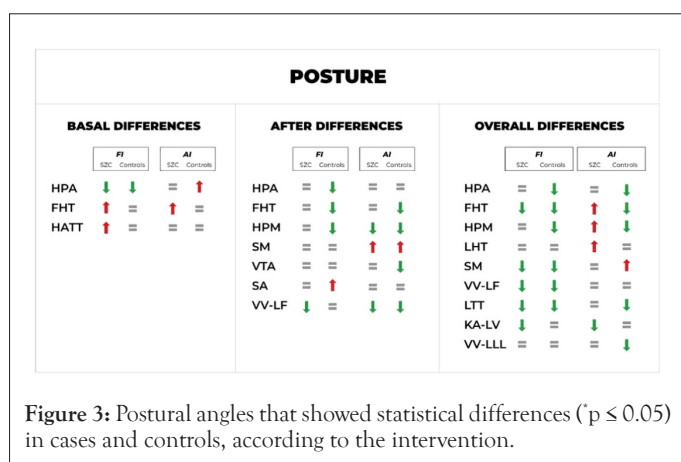 POSTURE
BASAL DIFFERENCES
FI AI
SZC Controls SZC Controls
HPA ↓ ↓ = ↑
FHT ↑ = ↑ =
HATT ↑ = = =
AFTER DIFFERENCES
FI AI
SZC Controls SZC Controls
HPA = ↓ = =
FHT = ↓ = ↓
HPM = ↓ ↓ ↓
SM = = ↑ ↑
VTA = = = ↓
SA = ↑ = =
VV-LF ↓ = ↓ ↓
OVERALL DIFFERENCES
FI AI
SZC Controls SZC Controls
HPA = ↓ = ↓
FHT ↓ ↓ ↑ ↓
HPM = ↓ ↑ ↓
LHT = = ↑ =
SM ↓ ↓ = ↑
VV-LF ↓ ↓ = =
LTT ↓ ↓ = ↓
KA-LV ↓ = ↓ =
VV-LLL = = = ↓
Figure 3: Postural angles that showed statistical differences (*p ≤ 0.05)
in cases and controls, according to the intervention.